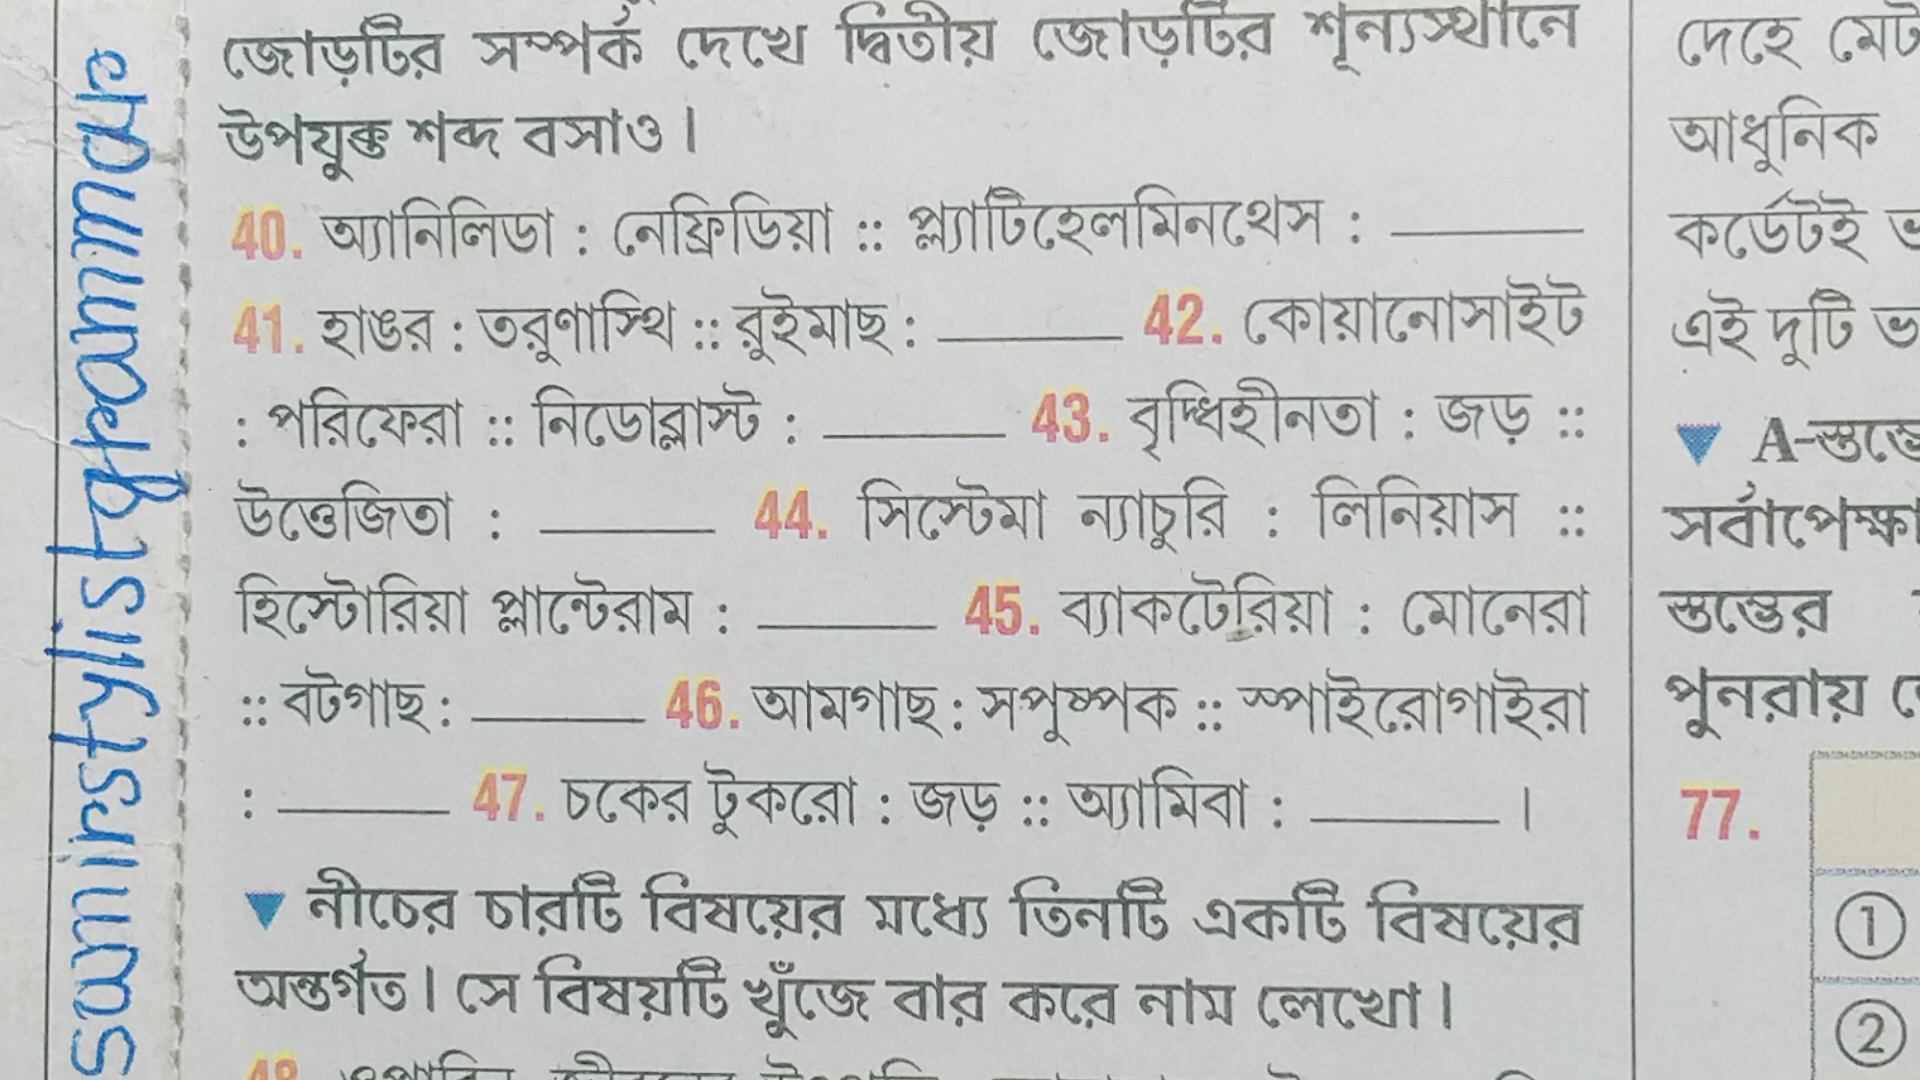 samirstylistgrammar
জোড়টির সম্পর্ক দেখে দ্বিতীয় জোড়টির শূন্যস্থানে
উপযুক্ত শব্দ বসাও।
40. অ্যানিলিডা : নেফ্রিডিয়া :: প্ল্যাটিহেলমিনথেস : ______
41. হাঙর : তরুণাস্থি :: রুইমাছ : ______ 42. কোয়ানোসাইট
: পরিফেরা :: নিডোব্লাস্ট : ______ 43. বৃদ্ধিহীনতা : জড় ::
উত্তেজিতা : ______ 44. সিস্টেমা ন্যাচুরি : লিনিয়াস ::
হিস্টোরিয়া প্লান্টেরাম : ______ 45. ব্যাকটেরিয়া : মোনেরা
:: বটগাছ: ______ 46. আমগাছ : সপুষ্পক :: স্পাইরোগাইরা
: ______ 47. চকের টুকরো : জড় :: অ্যামিবা : ______ ।
▼ নীচের চারটি বিষয়ের মধ্যে তিনটি একটি বিষয়ের
অন্তর্গত। সে বিষয়টি খুঁজে বার করে নাম লেখো।
48.
দেহে
আধুনিক
কর্ডেটই
এই দুটি
▼ A-স্তম্ভে
সর্বাপেক্ষা
স্তম্ভের
পুনরায়
77.
1
2